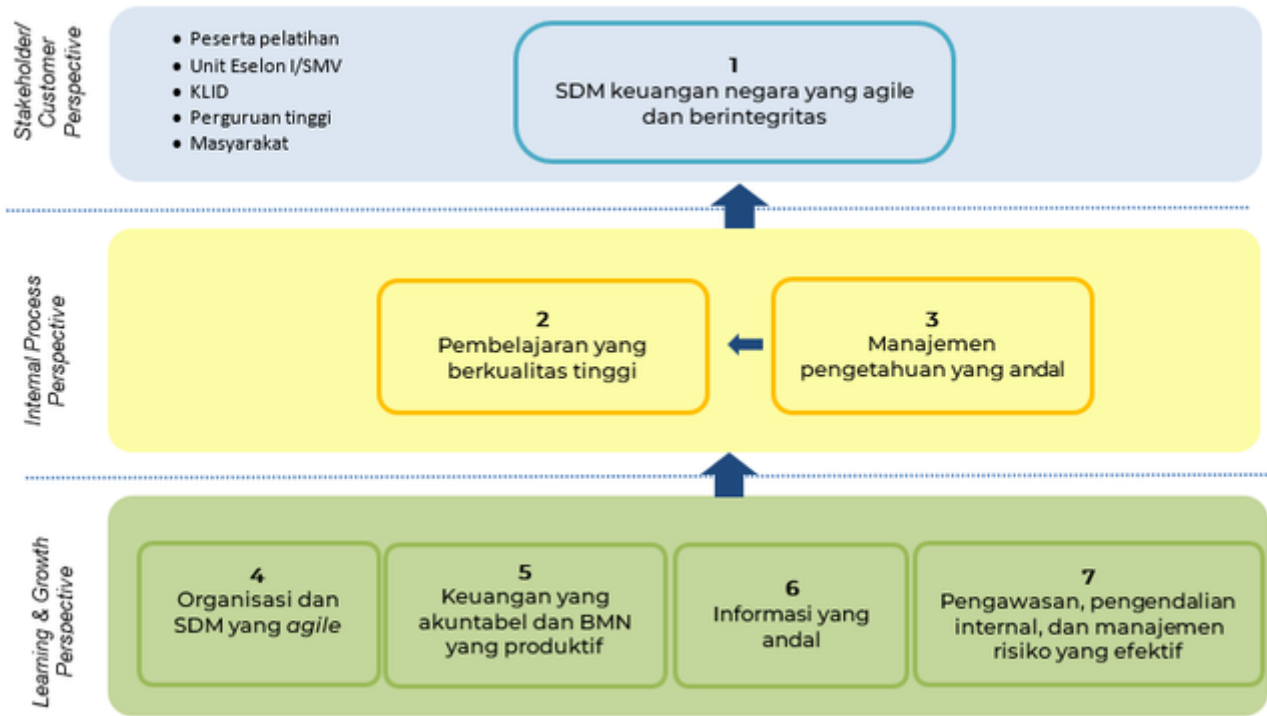 Stakeholder/
Customer
Perspective
• Peserta pelatihan
• Unit Eselon I/SMV
• KLID
• Perguruan tinggi
• Masyarakat
1
SDM keuangan negara yang agile
dan berintegritas
Internal Process
Perspective
2
Pembelajaran yang
berkualitas tinggi
3
Manajemen
pengetahuan yang andal
Learning & Growth
Perspective
4
Organisasi dan
SDM yang agile
5
Keuangan yang
akuntabel dan BMN
yang produktif
6
Informasi yang
andal
7
Pengawasan, pengendalian
internal, dan manajemen
risiko yang efektif